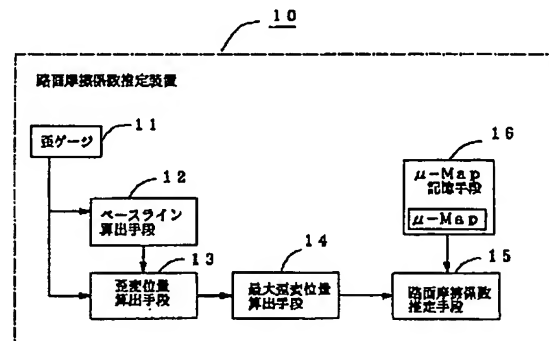 10
路面摩擦係数推定装置
11
歪ゲージ
12
ベースライン
算出手段
16
μ-Map
記憶手段
μ-Map
13
歪変位量
算出手段
14
最大歪変位量
算出手段
15
路面摩擦係数
推定手段